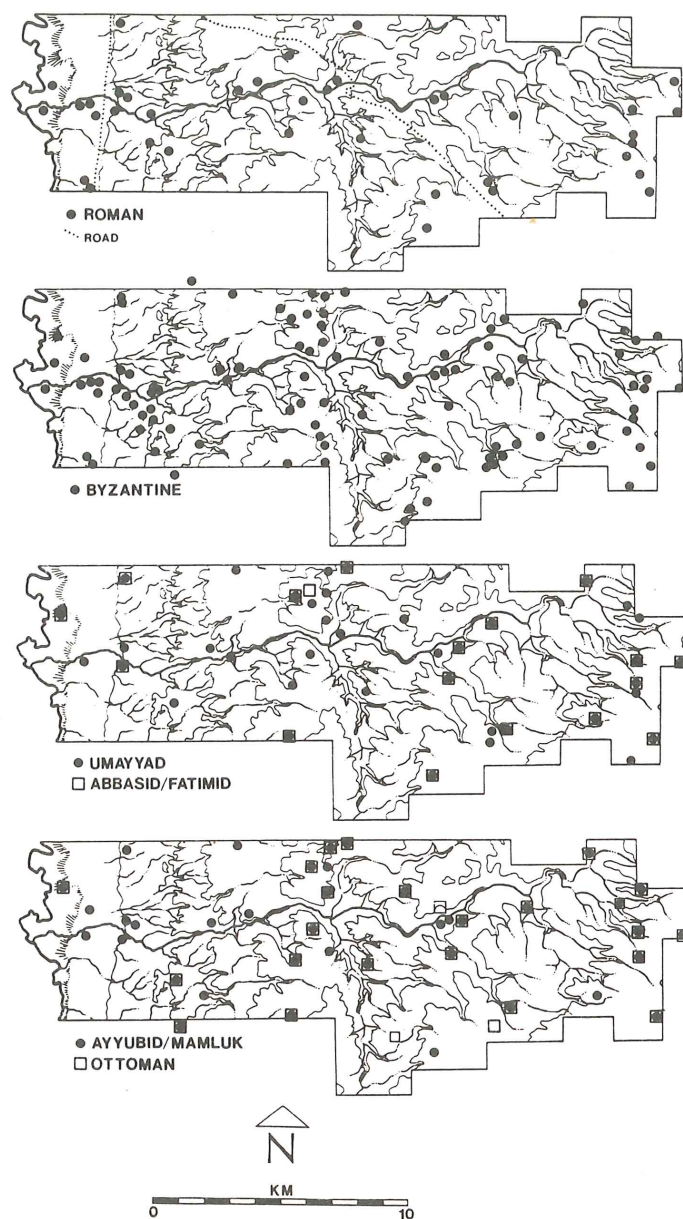 ROMAN
ROAD
BYZANTINE
UMAYYAD
ABBASID/FATIMID
AYYUBID/MAMLUK
OTTOMAN
N
KM
0 10